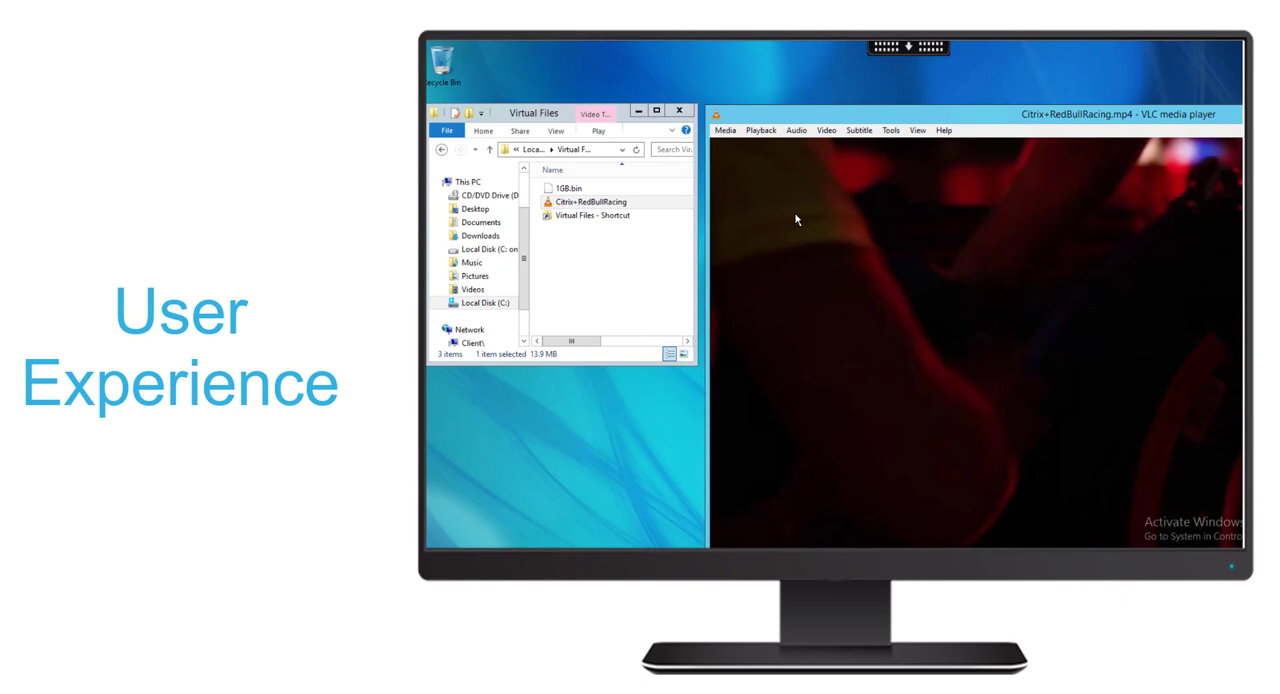 User
Experience
ecycle Bin
Virtual Files
Video T...
File Home Share View Play
« Loca... Virtual F...
Search Vir.
Name
This PC
CD/DVD Drive (D
Desktop
Documents
Downloads
Local Disk (C: on
Music
Pictures
Videos
Local Disk (C:)
Network
Client\
1GB.bin
Citrix+RedBullRacing
Virtual Files - Shortcut
3 items 1 item selected 13.9 MB
Citrix+RedBullRacing.mp4 - VLC media player
Media Playback Audio Video Subtitle Tools View Help
Activate Windows
Go to System in Contro